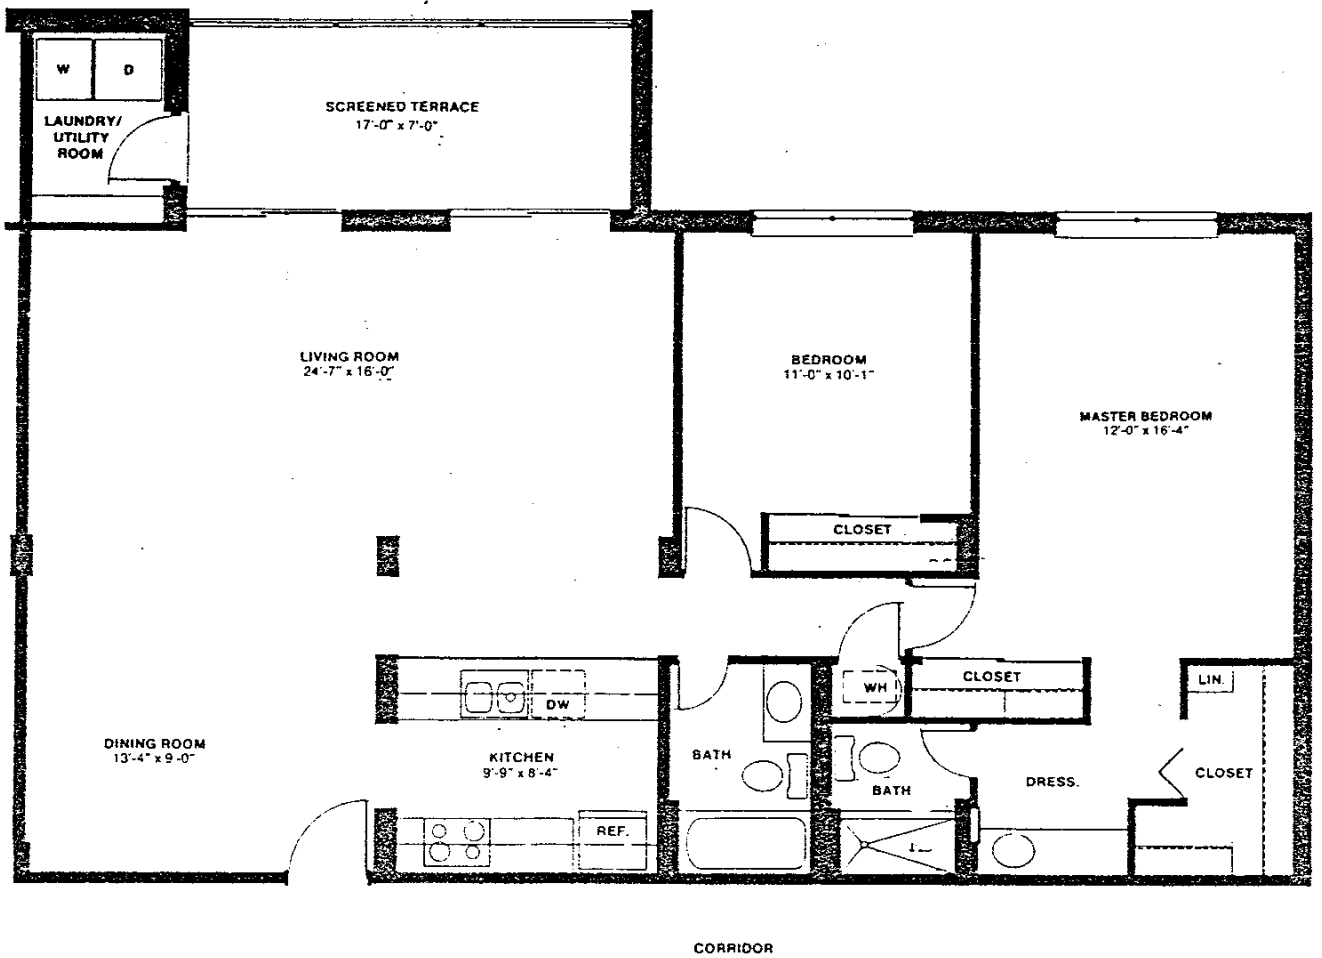 W
D
LAUNDRY/
UTILITY
ROOM
SCREENED TERRACE
17'-0" x 7'-0"
LIVING ROOM
24'-7" x 16'-0"
BEDROOM
11'-0" x 10'-1"
MASTER BEDROOM
12'-0" x 16'-4"
CLOSET
WH
CLOSET
LIN.
DW
DINING ROOM
13'-4" x 9'-0"
KITCHEN
9'-9" x 8'-4"
BATH
BATH
DRESS.
CLOSET
REF.
CORRIDOR